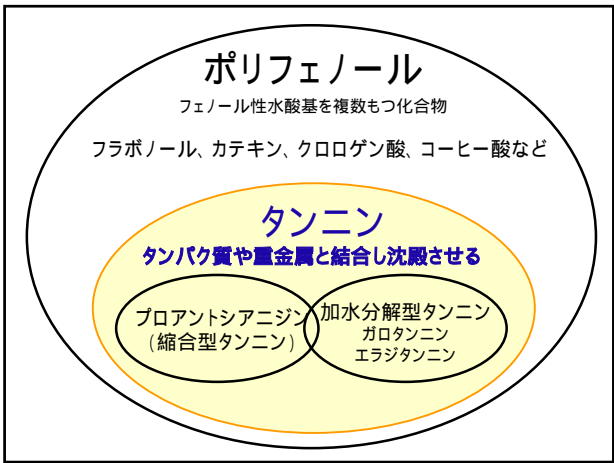 ポリフェノール
フェノール性水酸基を複数もつ化合物
フラボノール、カテキン、クロロゲン酸、コーヒー酸など
タンニン
タンパク質や重金属と結合し沈殿させる
プロアントシアニジン
(縮合型タンニン)
加水分解型タンニン
ガロタンニン
エラジタンニン